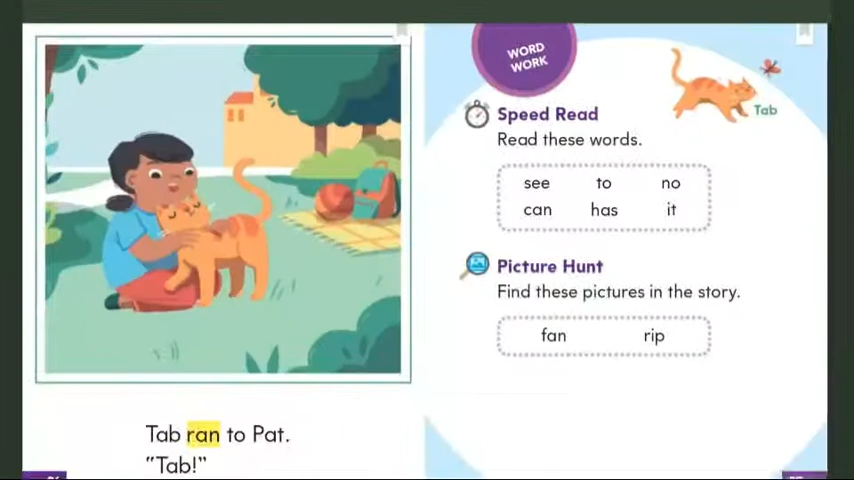 Tab ran to Pat.
"Tab!"
WORD
WORK
Tab
Speed Read
Read these words.
see to no
can has it
Picture Hunt
Find these pictures in the story.
fan rip